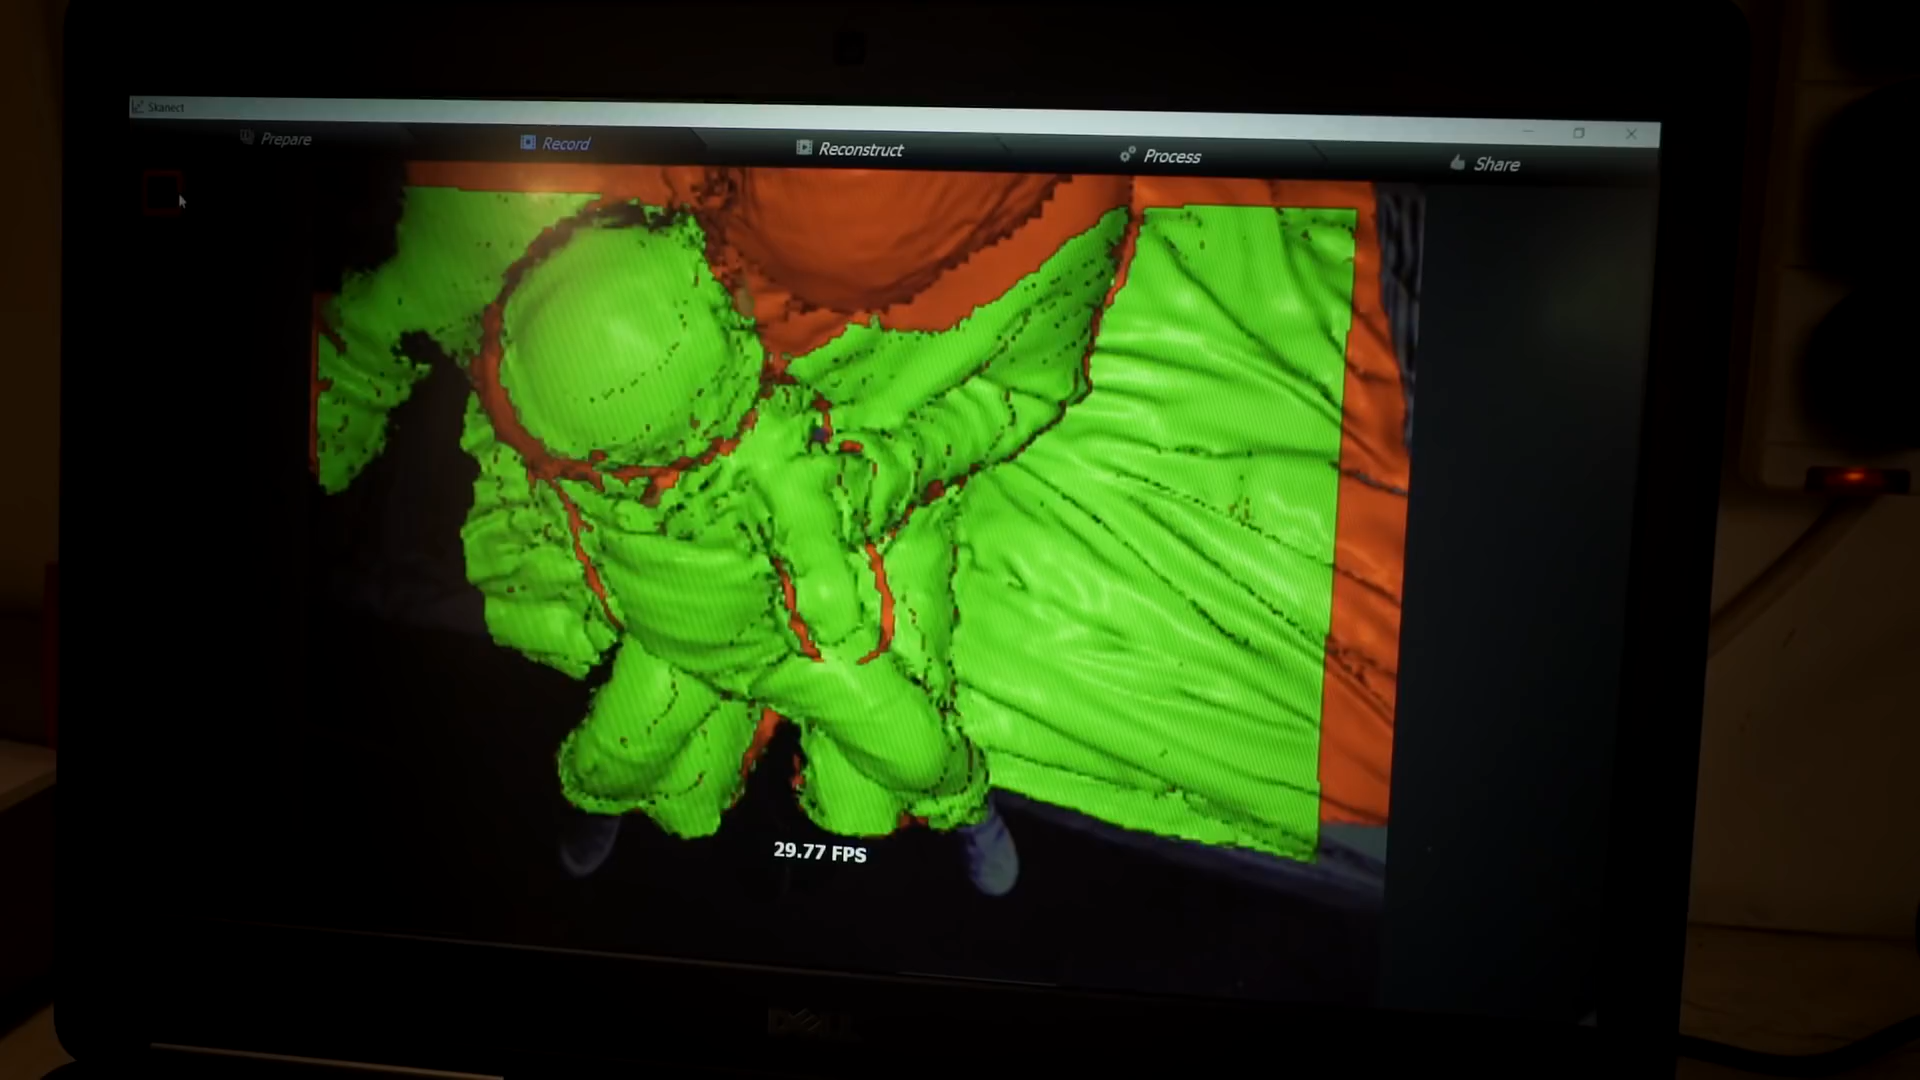 Skanect
Prepare
Record
Reconstruct
Process
Share
29.77 FPS
DELL